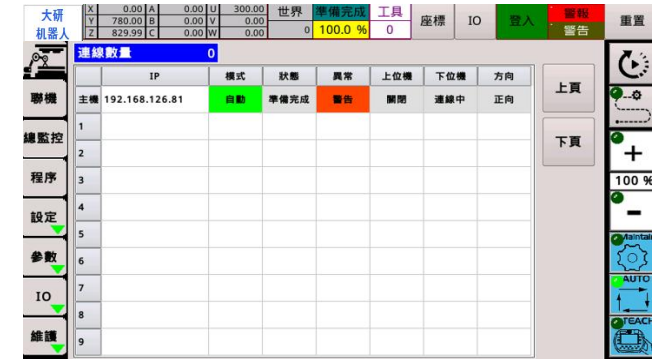 大研
机器人
X 0.00 A 0.00 U 300.00
Y 780.00 B 0.00 V 0.00
Z 829.99 C 0.00 W 0.00
世界 準備完成 工具
0 100.0 % 0
座標 IO 登入
警報
警告
重置
連線數量 0
IP 模式 狀態 異常 上位機 下位機 方向
主機 192.168.126.81 自動 準備完成 警告 關閉 連線中 正向
1
2
3
4
5
6
7
8
9
上頁
下頁
聯機
總監控
程序
設定
參數
IO
維護
+
100 %
-
Maintain
AUTO
TEACH